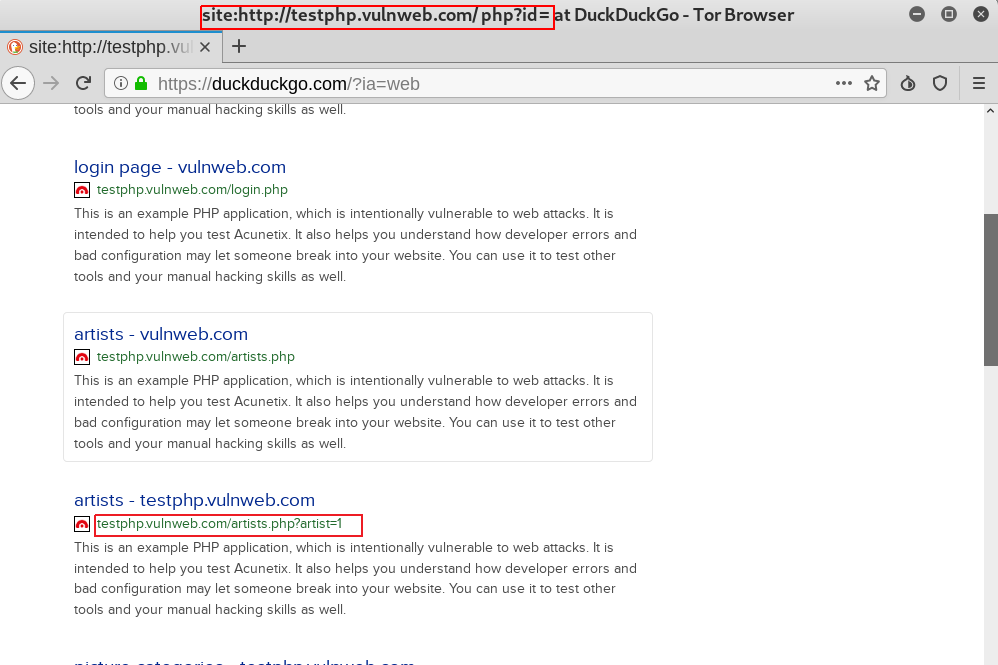 site:http://testphp.vulnweb.com/ php?id= at DuckDuckGo - Tor Browser
site:http://testphp.vul
https://duckduckgo.com/?ia=web
tools and your manual hacking skills as well.
login page - vulnweb.com
testphp.vulnweb.com/login.php
This is an example PHP application, which is intentionally vulnerable to web attacks. It is
intended to help you test Acunetix. It also helps you understand how developer errors and
bad configuration may let someone break into your website. You can use it to test other
tools and your manual hacking skills as well.
artists - vulnweb.com
testphp.vulnweb.com/artists.php
This is an example PHP application, which is intentionally vulnerable to web attacks. It is
intended to help you test Acunetix. It also helps you understand how developer errors and
bad configuration may let someone break into your website. You can use it to test other
tools and your manual hacking skills as well.
artists - testphp.vulnweb.com
testphp.vulnweb.com/artists.php?artist=1
This is an example PHP application, which is intentionally vulnerable to web attacks. It is
intended to help you test Acunetix. It also helps you understand how developer errors and
bad configuration may let someone break into your website. You can use it to test other
tools and your manual hacking skills as well.
picture categories - testphp.vulnweb.com